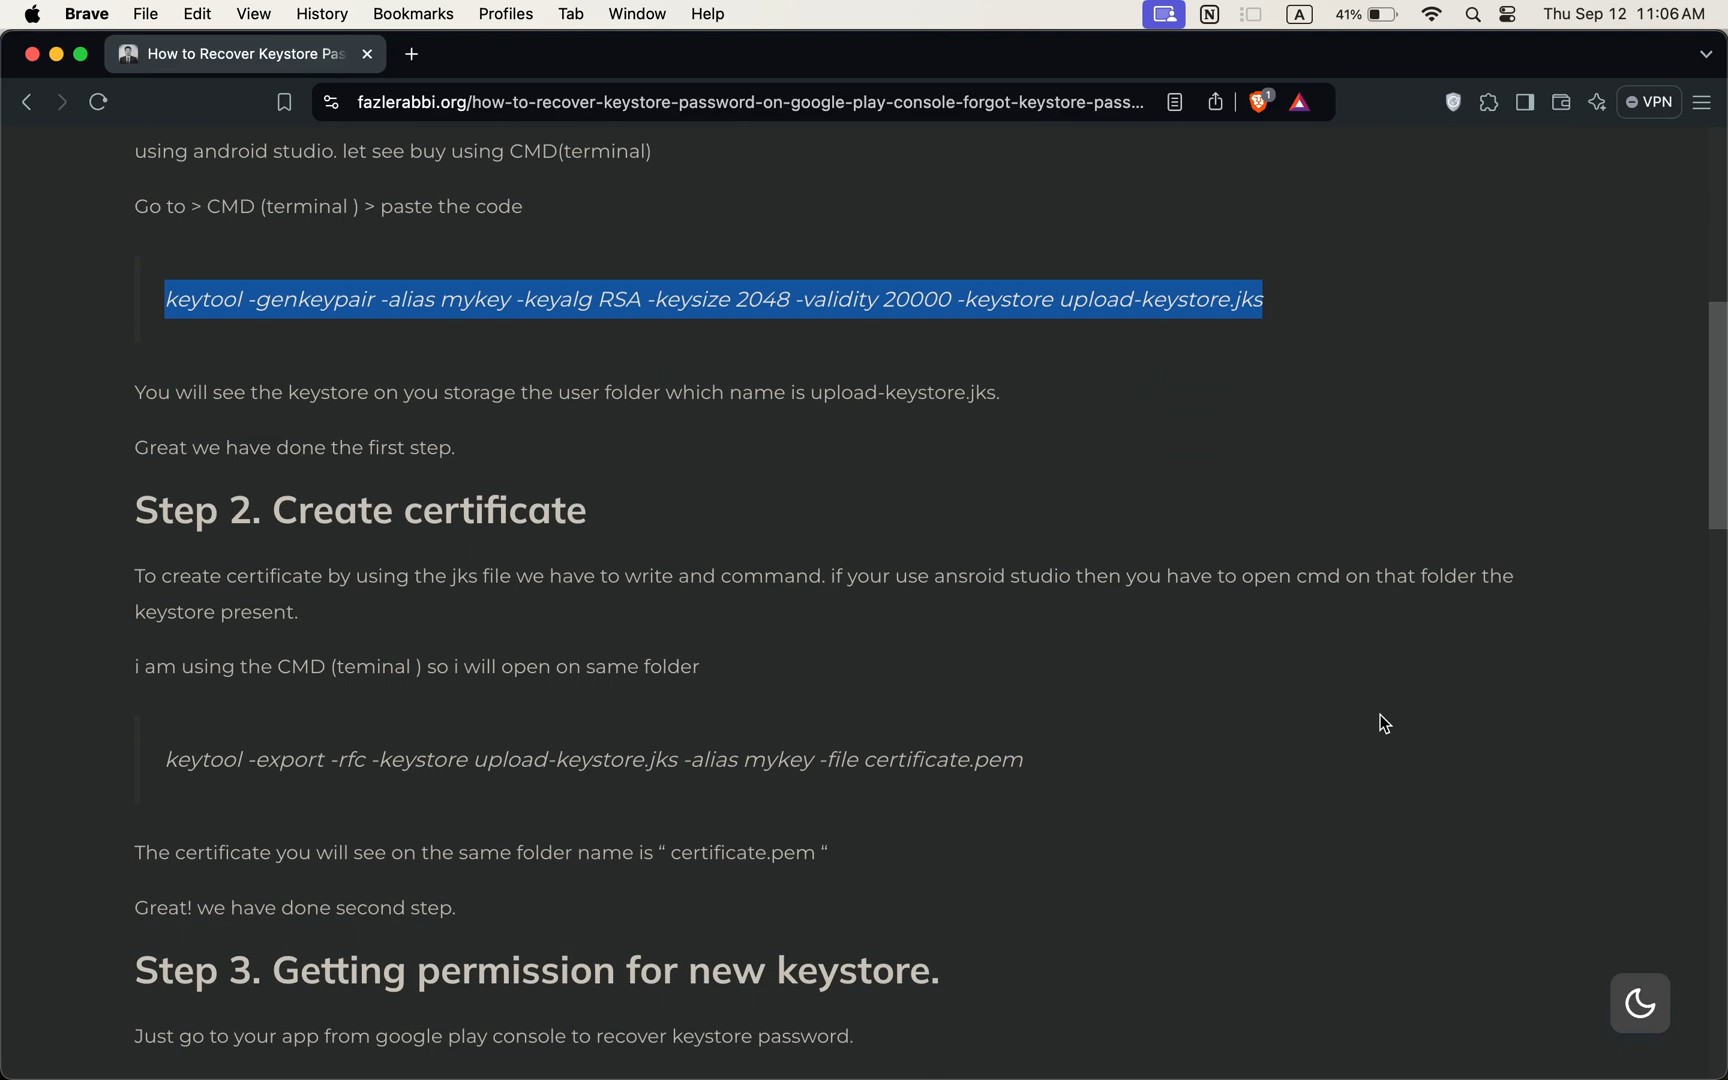 Brave File Edit View History Bookmarks Profiles Tab Window Help A 41% Thu Sep 12 11:06 AM
How to Recover Keystore Pas
fazlerabbi.org/how-to-recover-keystore-password-on-google-play-console-forgot-keystore-pass... 1 VPN
using android studio. let see buy using CMD(terminal)
Go to > CMD (terminal ) > paste the code
keytool -genkeypair -alias mykey -keyalg RSA -keysize 2048 -validity 20000 -keystore upload-keystore.jks
You will see the keystore on you storage the user folder which name is upload-keystore.jks.
Great we have done the first step.
Step 2. Create certificate
To create certificate by using the jks file we have to write and command. if your use ansroid studio then you have to open cmd on that folder the
keystore present.
i am using the CMD (teminal ) so i will open on same folder
keytool -export -rfc -keystore upload-keystore.jks -alias mykey -file certificate.pem
The certificate you will see on the same folder name is “ certificate.pem “
Great! we have done second step.
Step 3. Getting permission for new keystore.
Just go to your app from google play console to recover keystore password.